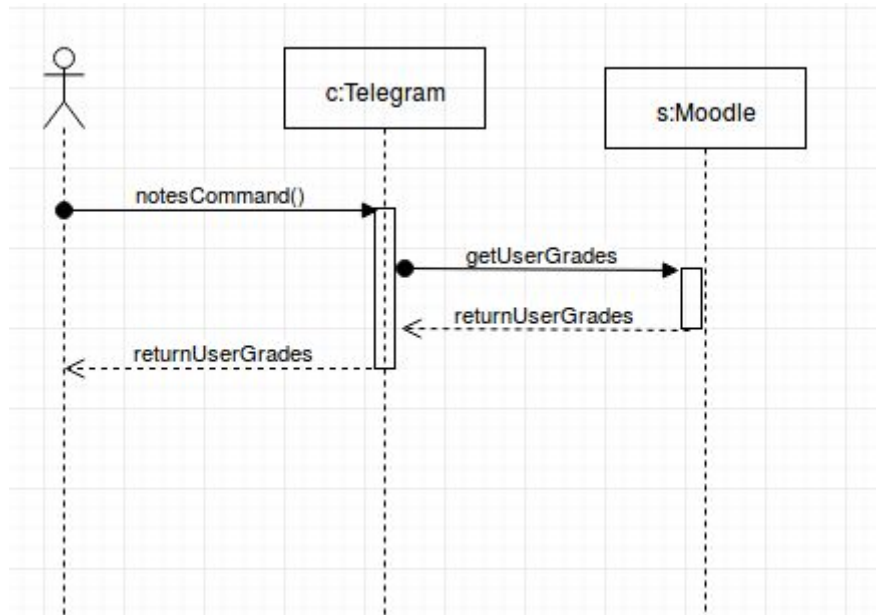 c:Telegram
s:Moodle
notesCommand()
getUserGrades
returnUserGrades
returnUserGrades